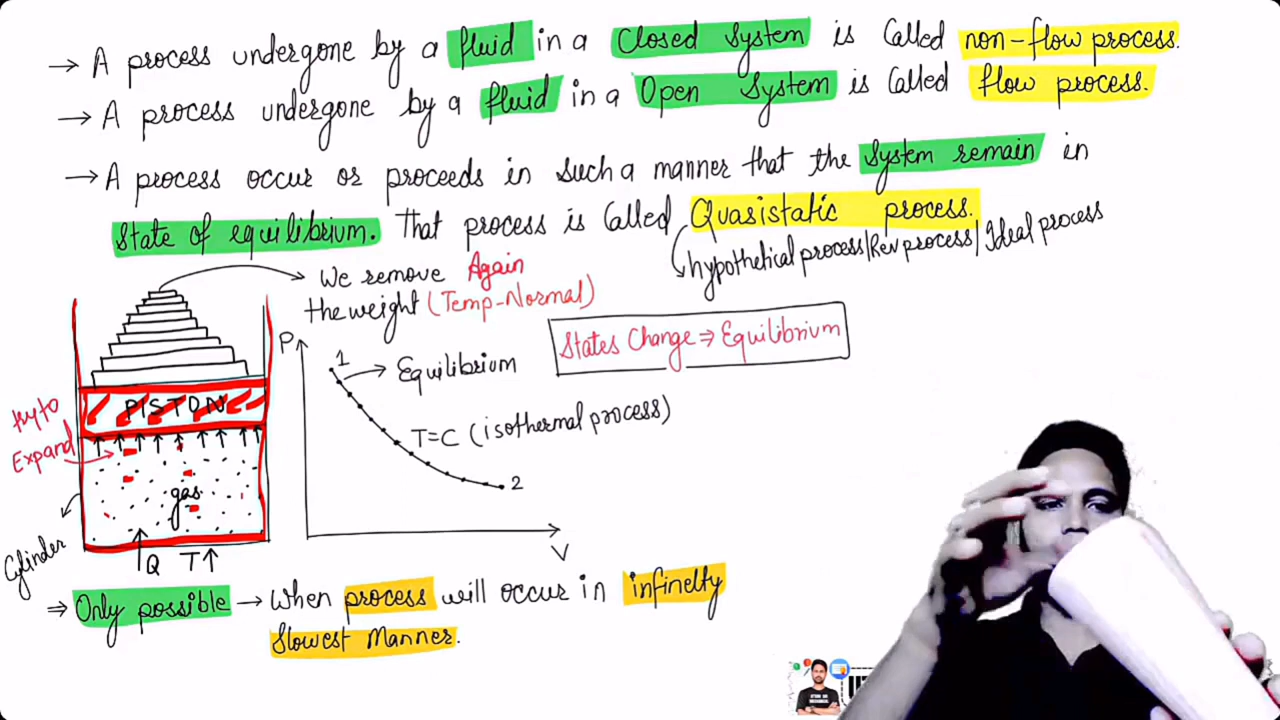 → A process undergone by a fluid in a Closed System is Called non-flow process.
→ A process undergone by a fluid in a Open System is Called flow process.
→ A process occur or proceeds in Such a manner that the System remain in
State of equilibrium. That process is Called Quasistatic process.
hypothetical process/Rev process/Ideal process
We remove Again
the weight (Temp-Normal)
States Change ⇒ Equilibrium
P
1
Equilibrium
PISTON
try to
Expand
T=C (isothermal process)
gas
2
Cylinder
Q T↑
V
⇒ Only possible → When process will occur in infinelty
Slowest Manner.